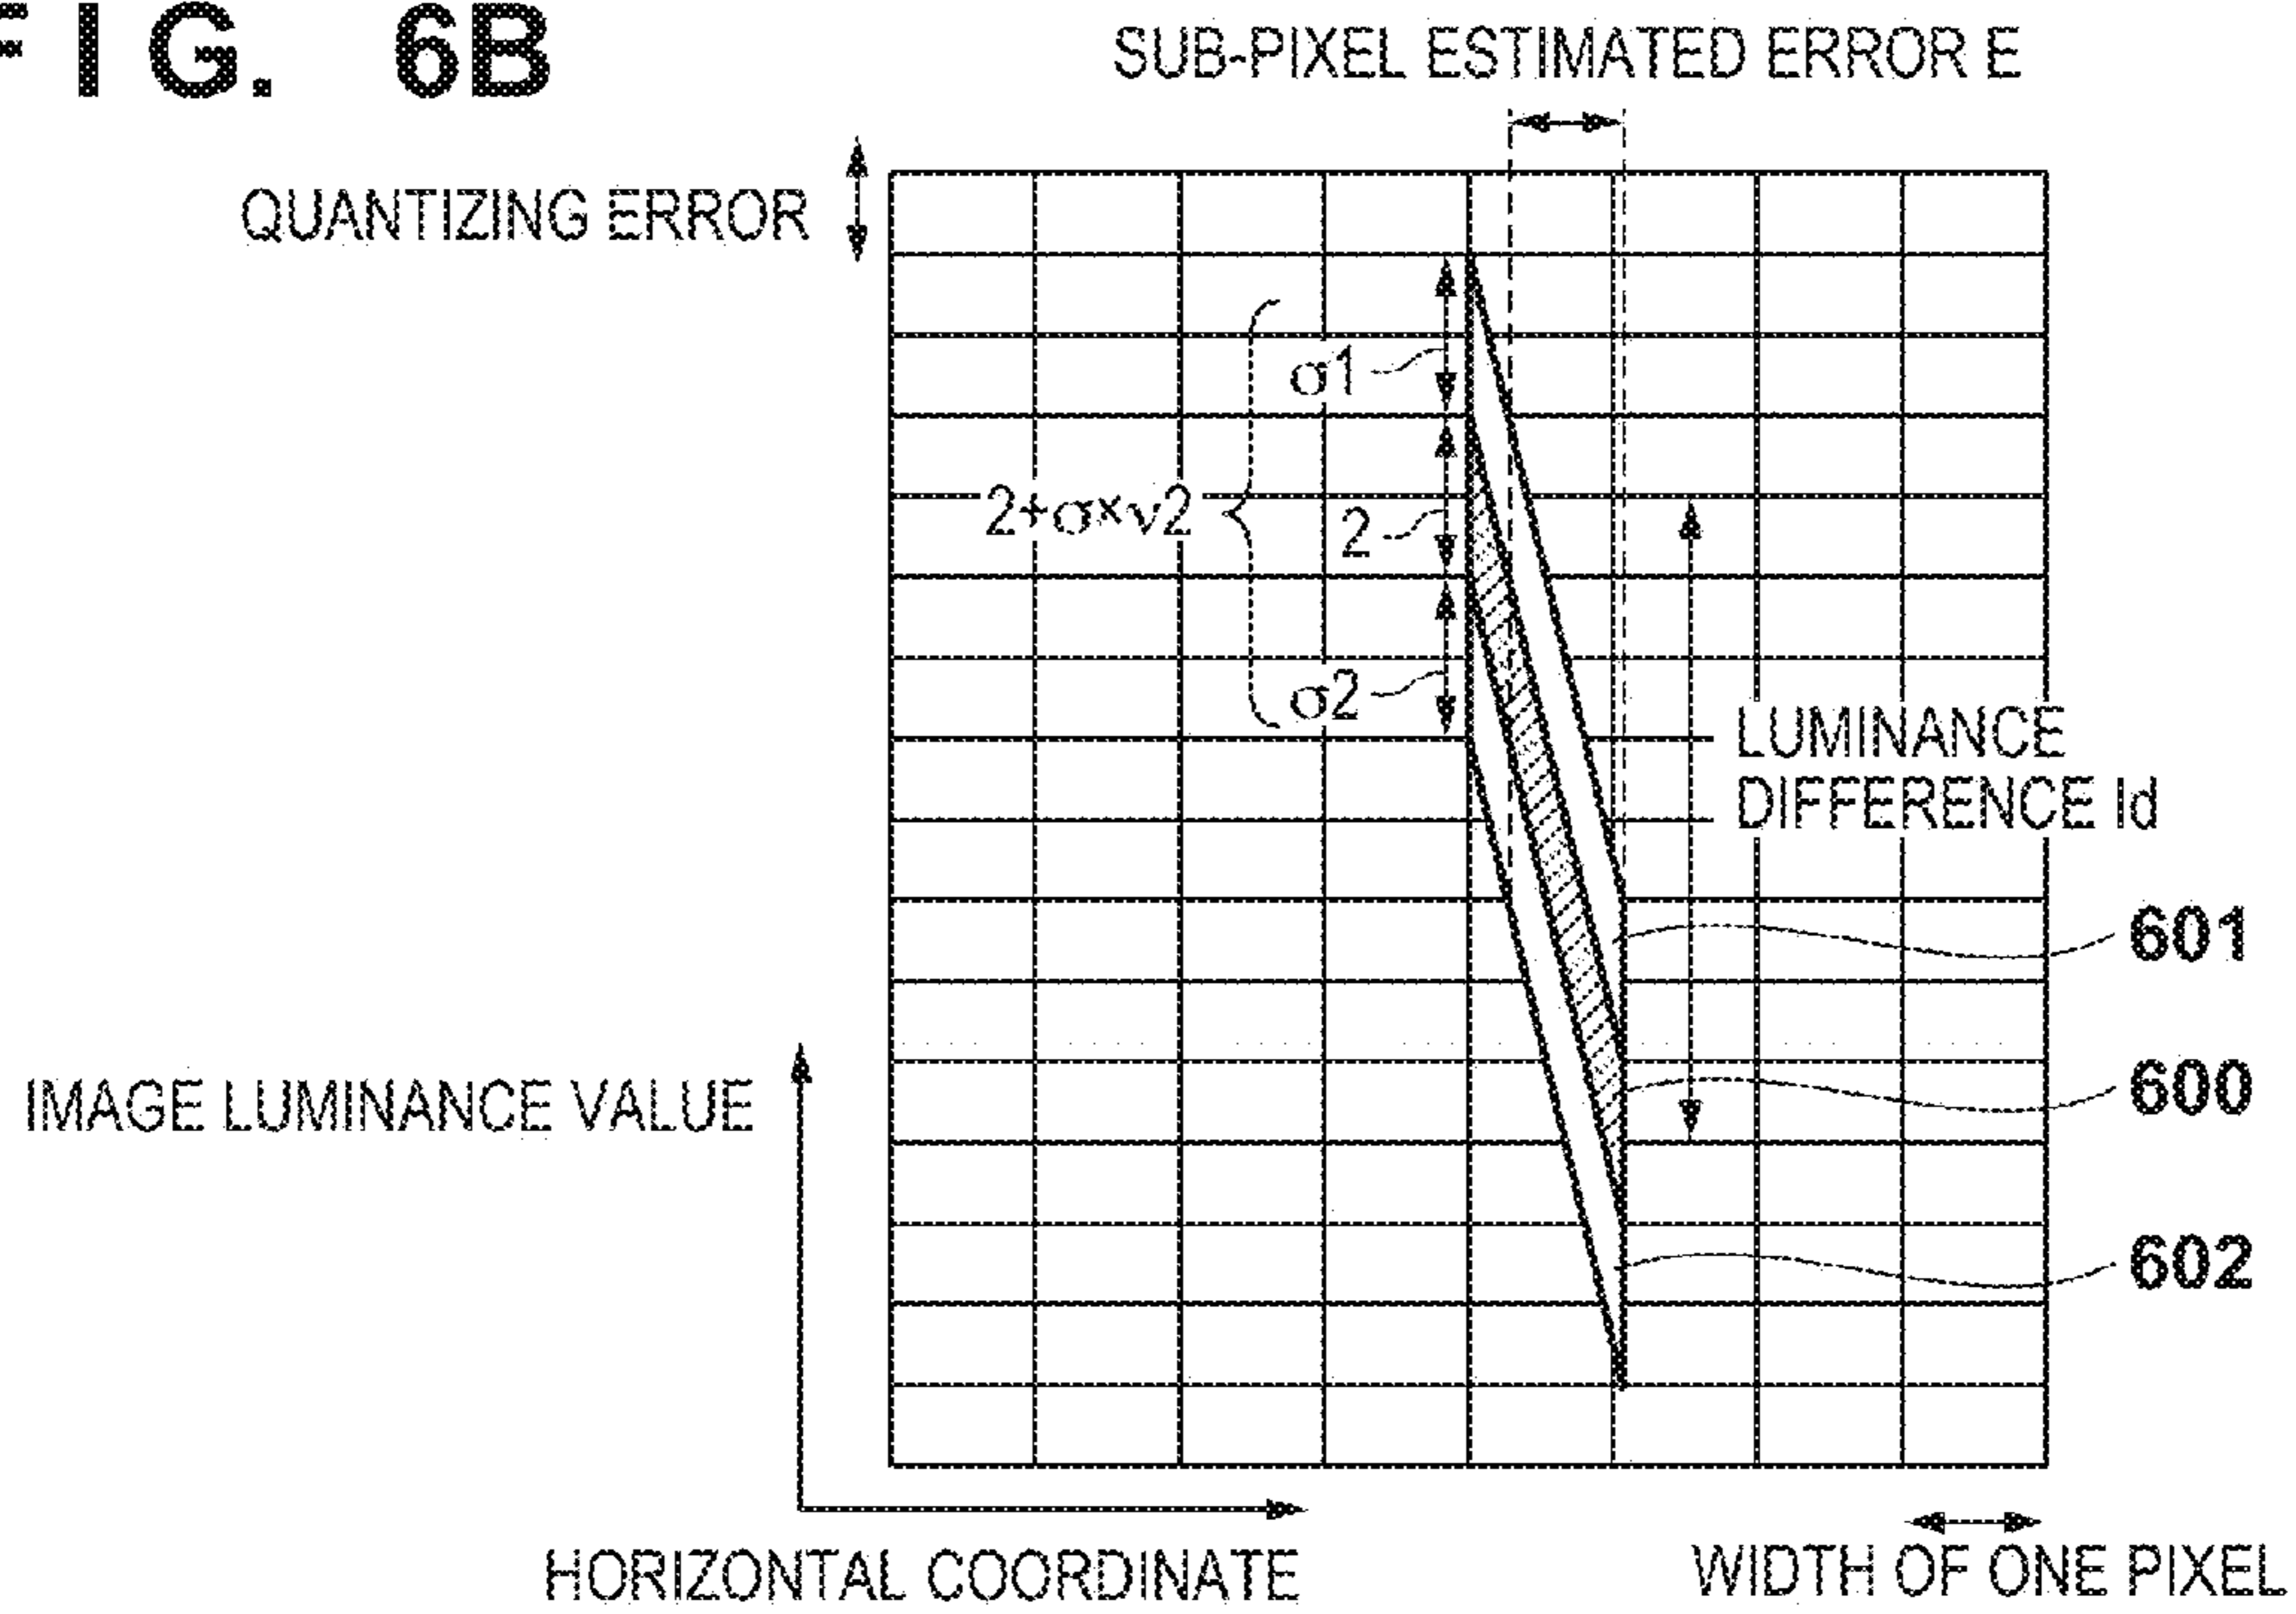 FIG. 6B
SUB-PIXEL ESTIMATED ERROR E
QUANTIZING ERROR
σ1
2+σ×√2
2
σ2
LUMINANCE
DIFFERENCE Id
601
600
602
IMAGE LUMINANCE VALUE
HORIZONTAL COORDINATE
WIDTH OF ONE PIXEL